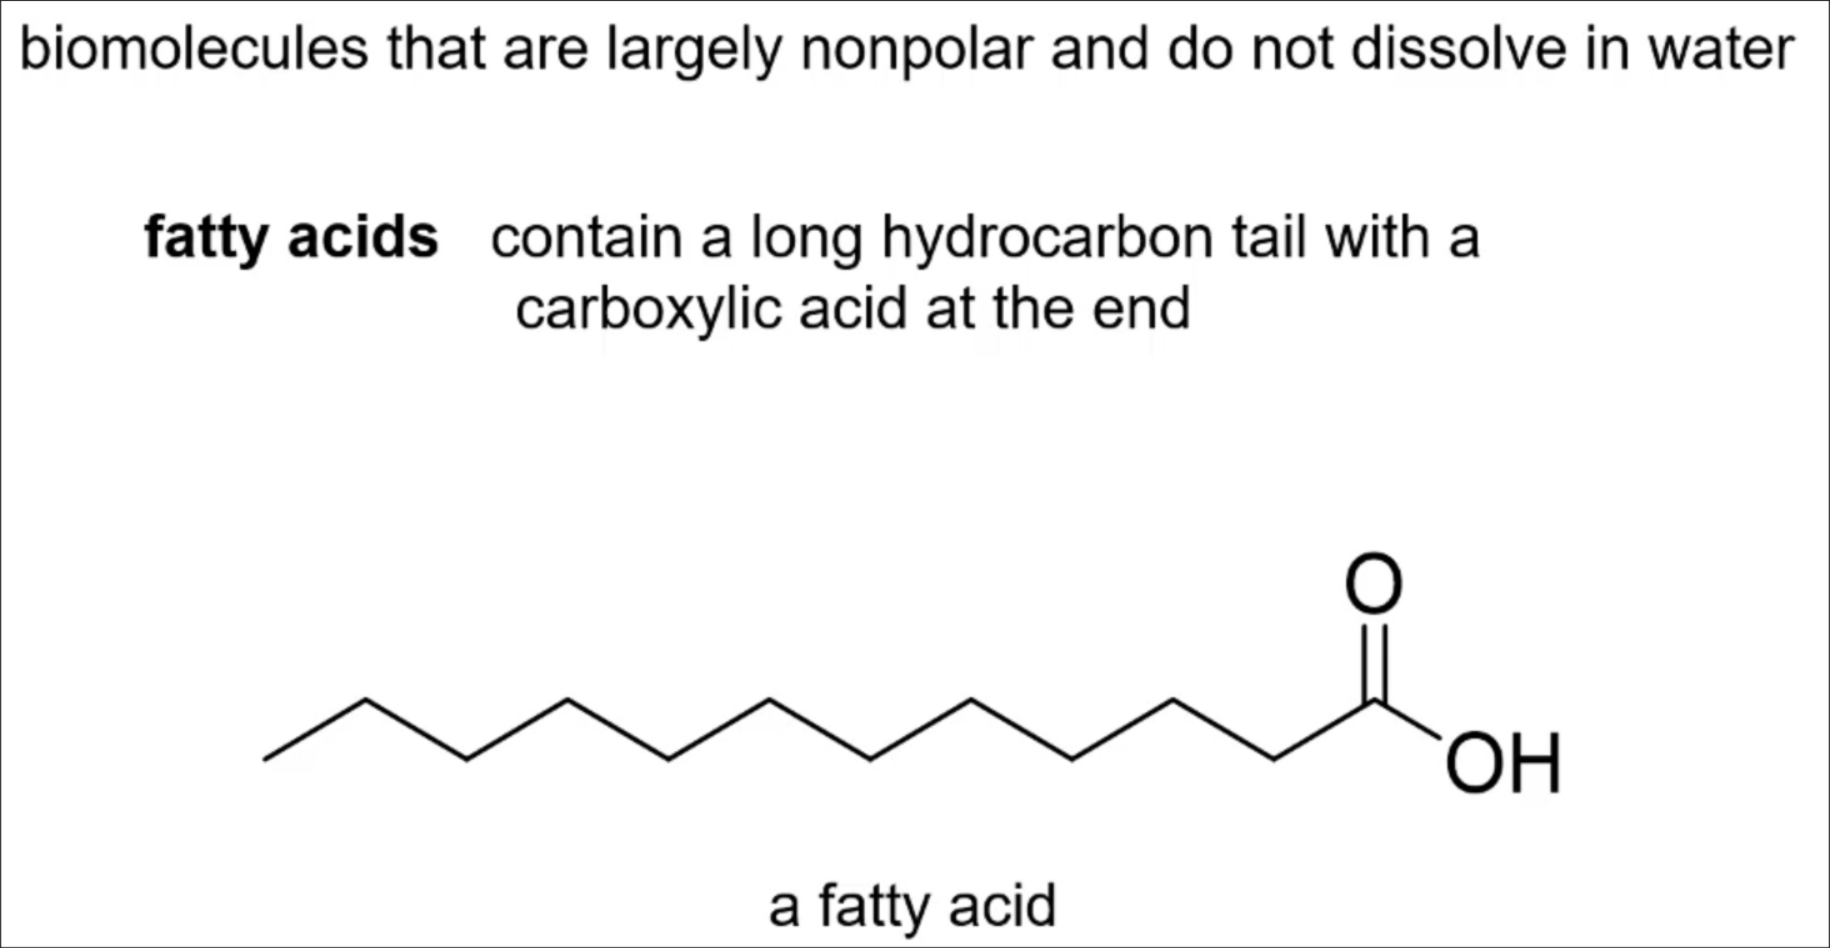 biomolecules that are largely nonpolar and do not dissolve in water
fatty acids contain a long hydrocarbon tail with a
carboxylic acid at the end
O
OH
a fatty acid